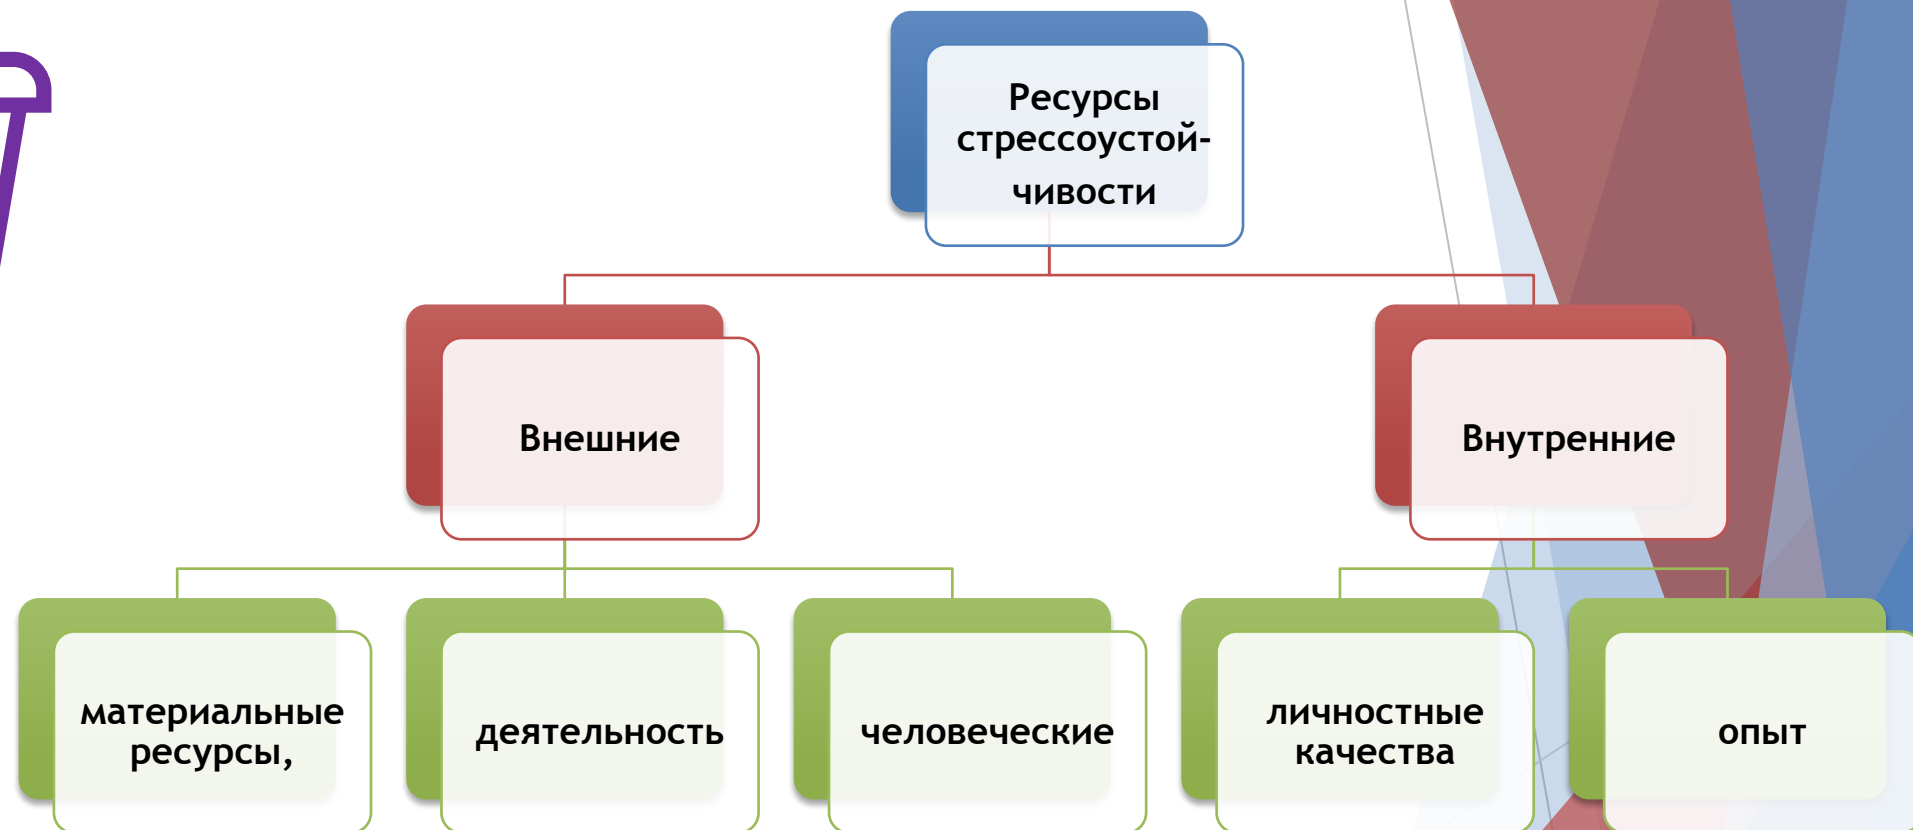 Ресурсы
стрессоустой-
чивости
Внешние
Внутренние
материальные
ресурсы,
деятельность
человеческие
личностные
качества
опыт